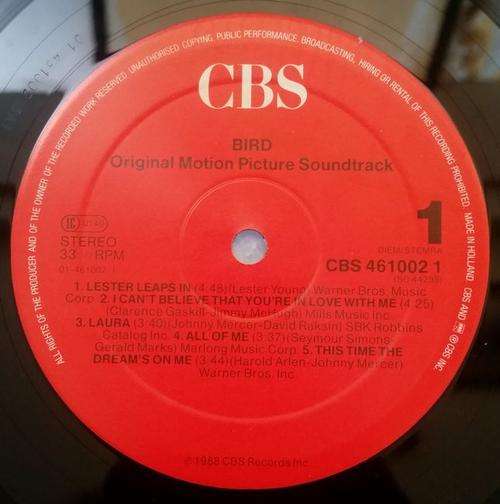 ALL RIGHTS OF THE PRODUCER AND OF THE OWNER OF THE RECORDED WORK RESERVED. UNAUTHORISED COPYING, PUBLIC PERFORMANCE, BROADCASTING, HIRING OR RENTAL OF THIS RECORDING PROHIBITED. MADE IN HOLLAND. CBS AND ® CBS INC.
CBS
BIRD
Original Motion Picture Soundtrack
1
STEREO
BIEM/STEMRA
33 RPM
CBS 461002 1
01-461002-1
1. LESTER LEAPS IN (4:48)(Lester Young)Warner Bros. Music
Corp. 2. I CAN'T BELIEVE THAT YOU'RE IN LOVE WITH ME (4:25)
(Clarence Gaskill-Jimmy McHugh) Mills Music Inc.
3. LAURA (3:40)(Johnny Mercer-David Raksin) SBK Robbins
Catalog Inc. 4. ALL OF ME (3:37)(Seymour Simons-
Gerald Marks) Marlong Music Corp. 5. THIS TIME THE
DREAM'S ON ME (3:44)(Harold Arlen-Johnny Mercer)
Warner Bros. Inc.
℗ 1988 CBS Records Inc.